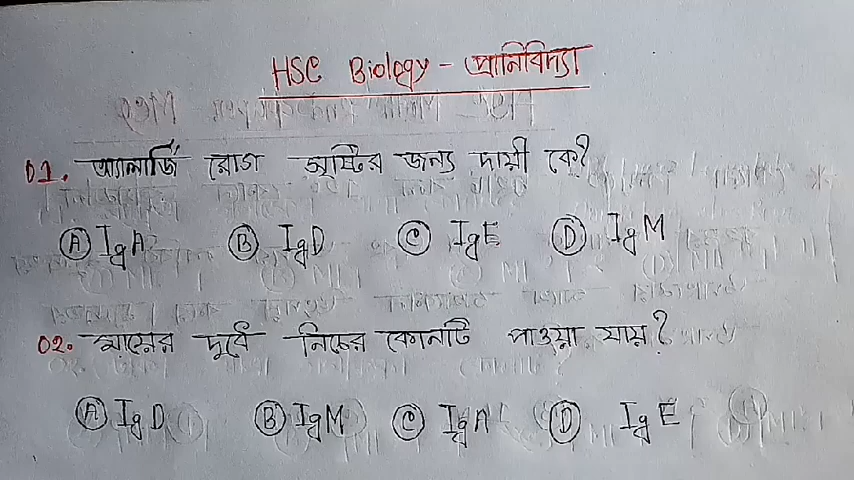 HSC Biology - প্রানিবিদ্যা
01. অ্যালার্জি রোগ সৃষ্টির জন্য দায়ী কে?
Ⓐ IgA Ⓑ IgD Ⓒ IgE Ⓓ IgM
02. মায়ের দুধে নিচের কোনটি পাওয়া যায়?
Ⓐ IgD Ⓑ IgM Ⓒ IgA Ⓓ IgE